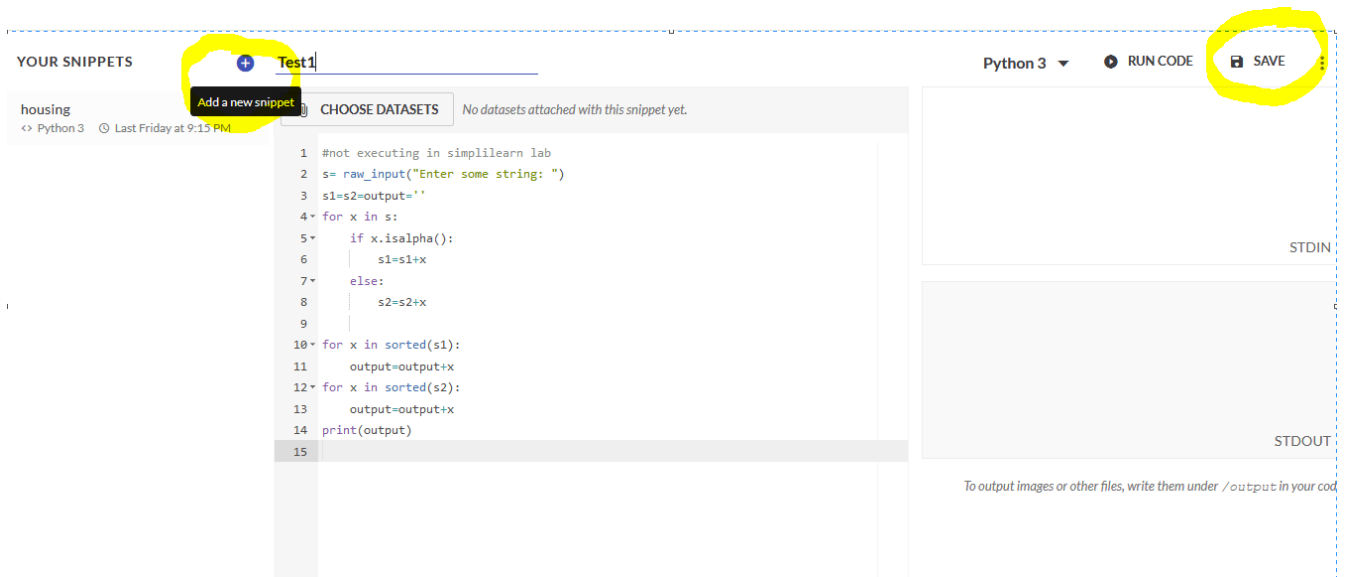 YOUR SNIPPETS
Test1
Python 3
RUN CODE
SAVE
Add a new snippet
housing
<> Python 3 Last Friday at 9:15 PM
CHOOSE DATASETS No datasets attached with this snippet yet.
1 #not executing in simplilearn lab
2 s= raw_input("Enter some string: ")
3 s1=s2=output=''
4 for x in s:
5 if x.isalpha():
6 s1=s1+x
7 else:
8 s2=s2+x
9
10 for x in sorted(s1):
11 output=output+x
12 for x in sorted(s2):
13 output=output+x
14 print(output)
15
STDIN
STDOUT
To output images or other files, write them under /output in your cod